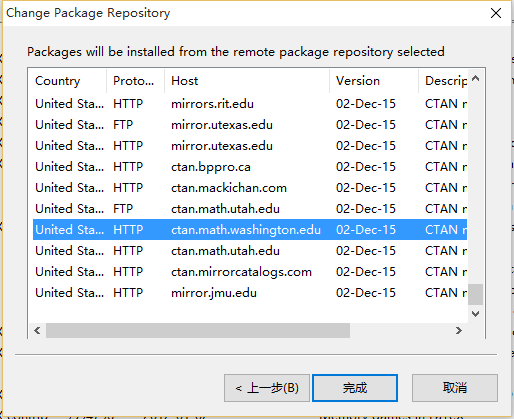 Change Package Repository
Packages will be installed from the remote package repository selected
Country Proto... Host Version Descrip
United Sta... HTTP mirrors.rit.edu 02-Dec-15 CTAN
United Sta... FTP mirror.utexas.edu 02-Dec-15 CTAN
United Sta... HTTP mirror.utexas.edu 02-Dec-15 CTAN
United Sta... HTTP ctan.bppro.ca 02-Dec-15 CTAN
United Sta... HTTP ctan.mackichan.com 02-Dec-15 CTAN
United Sta... FTP ctan.math.utah.edu 02-Dec-15 CTAN
United Sta... HTTP ctan.math.washington.edu 02-Dec-15 CTAN
United Sta... HTTP ctan.math.utah.edu 02-Dec-15 CTAN
United Sta... HTTP ctan.mirrorcatalogs.com 02-Dec-15 CTAN
United Sta... HTTP mirror.jmu.edu 02-Dec-15 CTAN
< 上一步(B) 完成 取消